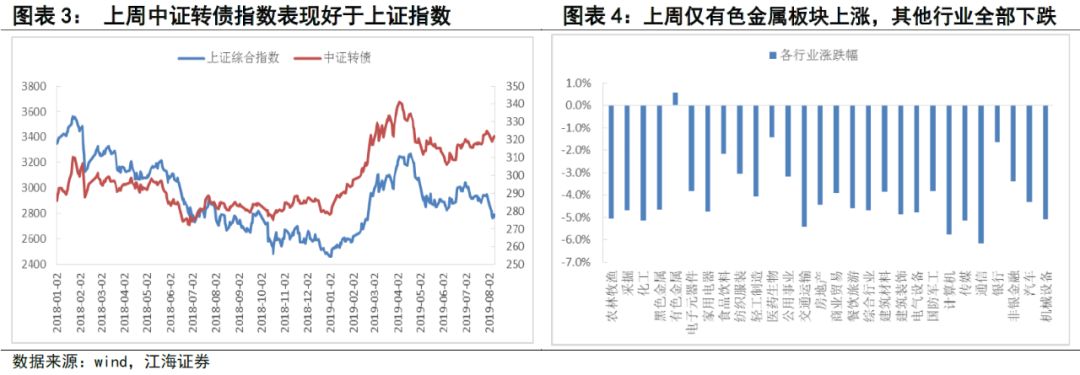 图表 3： 上周中证转债指数表现好于上证指数
上证综合指数
中证转债
3800
3600
3400
3200
3000
2800
2600
2400
350
340
330
320
310
300
290
280
270
260
250
2018-01-02
2018-02-02
2018-03-02
2018-04-02
2018-05-02
2018-06-02
2018-07-02
2018-08-02
2018-09-02
2018-10-02
2018-11-02
2018-12-02
2019-01-02
2019-02-02
2019-03-02
2019-04-02
2019-05-02
2019-06-02
2019-07-02
2019-08-02
图表 4：上周仅有色金属板块上涨，其他行业全部下跌
各行业涨跌幅
1.0%
0.0%
-1.0%
-2.0%
-3.0%
-4.0%
-5.0%
-6.0%
-7.0%
农林牧渔
采掘
化工
黑色金属
有色金属
电子元器件
家用电器
食品饮料
纺织服装
轻工制造
医药生物
公用事业
交通运输
房地产
商业贸易
餐饮旅游
综合行业
建筑材料
建筑装饰
电气设备
国防军工
计算机
传媒
通信
银行
非银金融
汽车
机械设备
数据来源：wind，江海证券